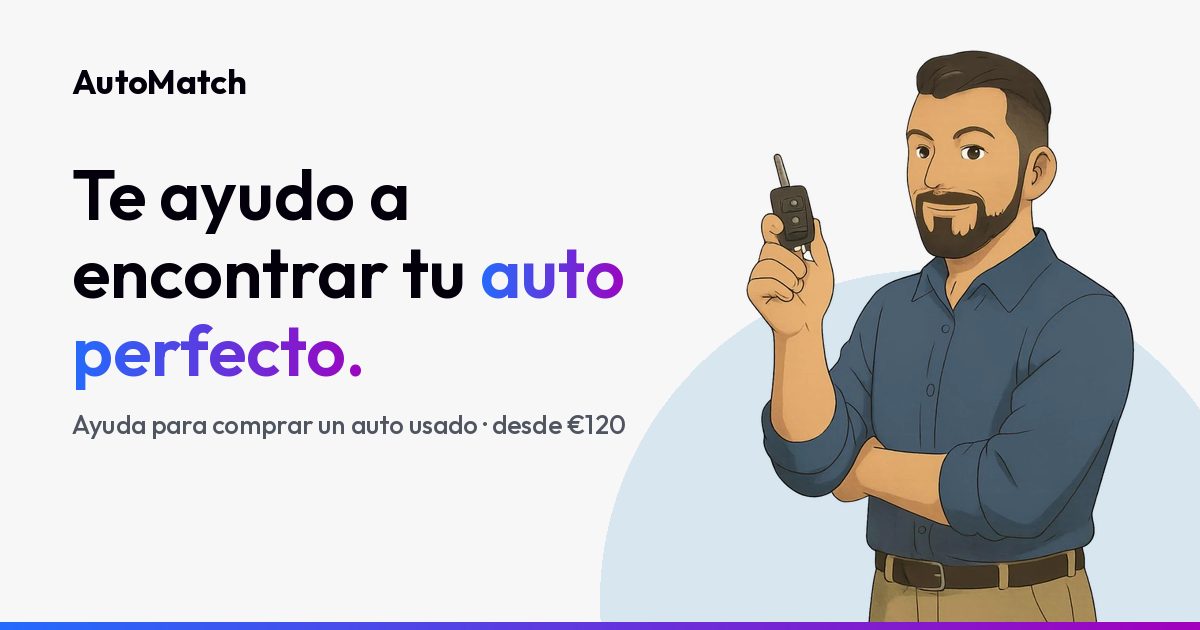 AutoMatch
Te ayudo a
encontrar tu auto
perfecto.
Ayuda para comprar un auto usado · desde €120